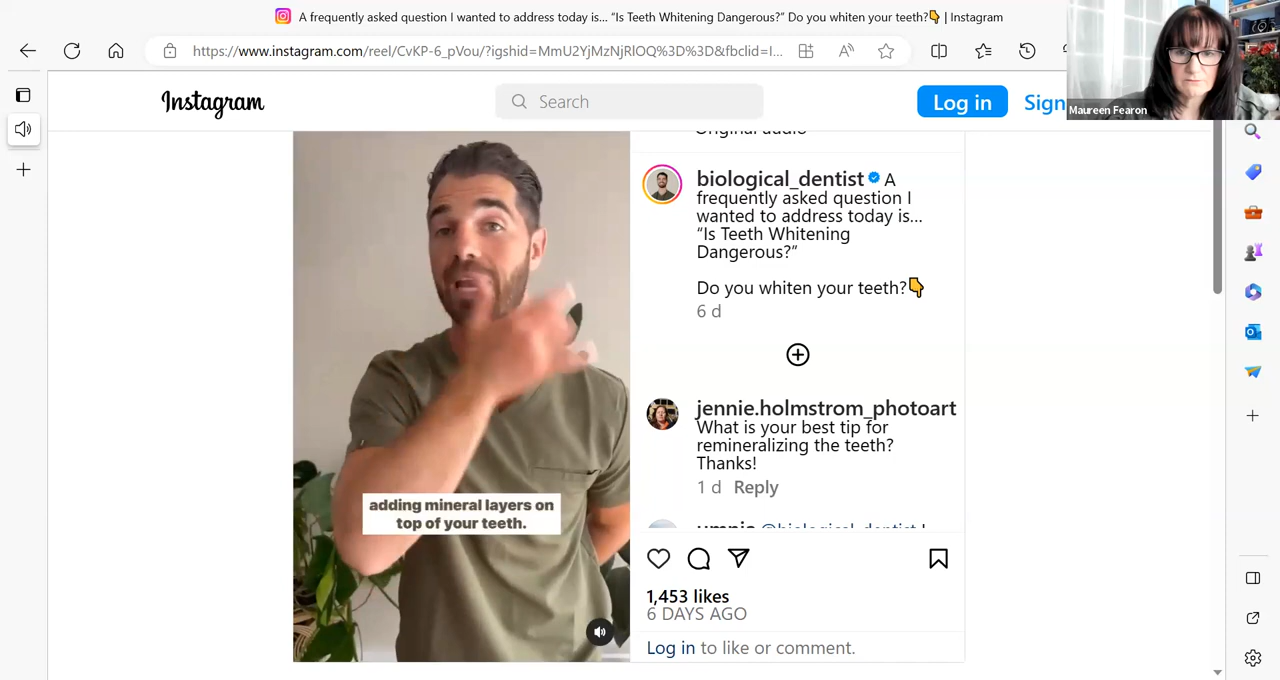 A frequently asked question I wanted to address today is... "Is Teeth Whitening Dangerous?" Do you whiten your teeth?👇 | Instagram
https://www.instagram.com/reel/CvKP-6_pVou/?igshid=MmU2YjMzNjRlOQ%3D%3D&fbclid=I...
Maureen Fearon
Instagram
Search
Log in
Sign
Original audio
biological_dentist A
frequently asked question I
wanted to address today is...
"Is Teeth Whitening
Dangerous?"
Do you whiten your teeth?👇
6 d
jennie.holmstrom_photoart
What is your best tip for
remineralizing the teeth?
Thanks!
1 d Reply
adding mineral layers on
top of your teeth.
1,453 likes
6 DAYS AGO
Log in to like or comment.